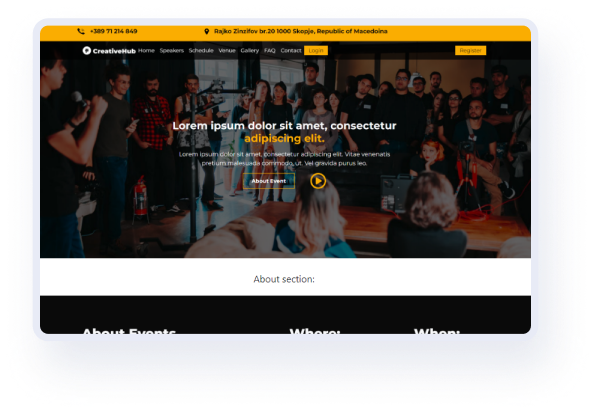 +389 71 214 849
Rajko Zinzifov br.20 1000 Skopje, Republic of Macedoina
CreativeHub Home Speakers Schedule Venue Gallery FAQ Contact Login Register
Lorem ipsum dolor sit amet, consectetur
adipiscing elit.
Lorem ipsum dolor sit amet, consectetur adipiscing elit. Vitae venenatis
pretium malesuada commodo, ut. Vel gravida purus leo.
About Event
About section:
About Events Where: When: